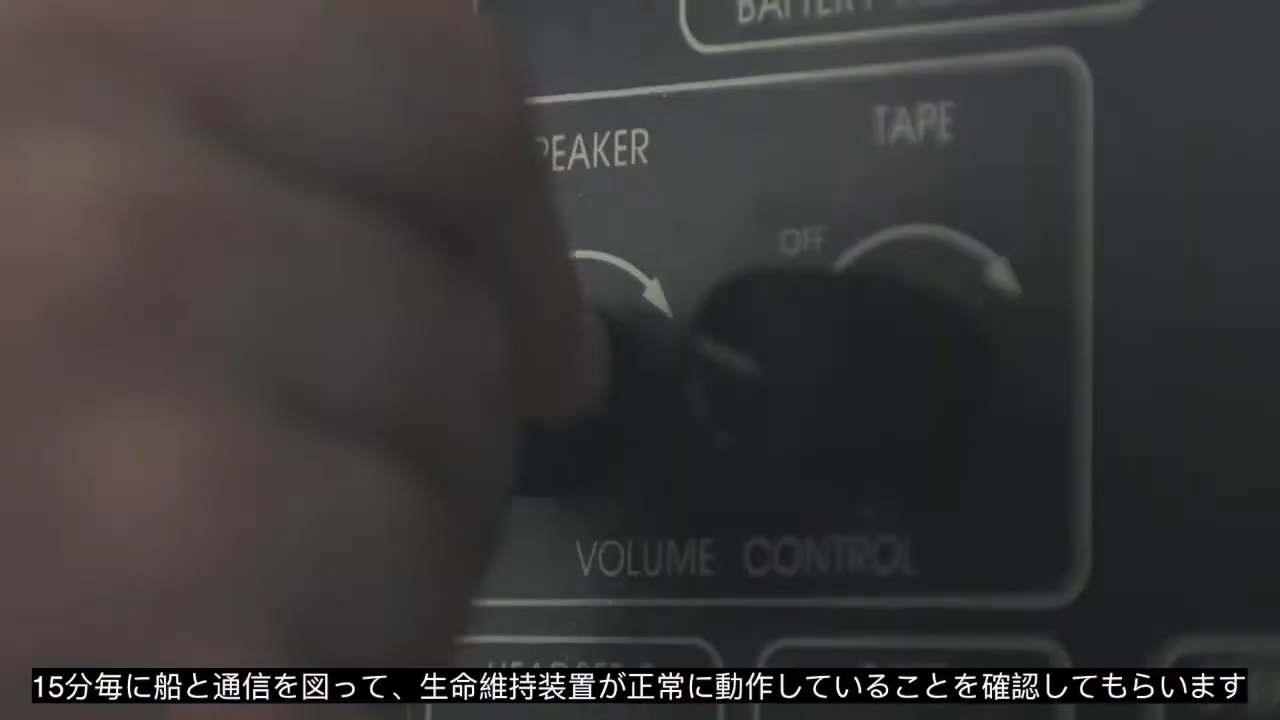 BATTERY
PEAKER
TAPE
OFF
VOLUME CONTROL
15分毎に船と通信を図って、生命維持装置が正常に動作していることを確認してもらいます